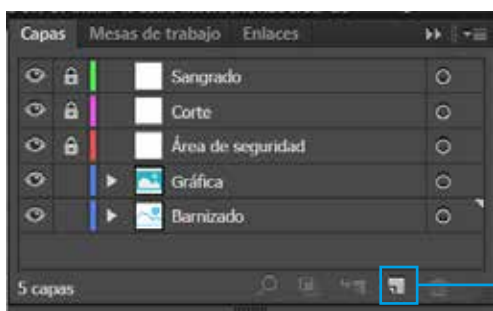 Capas Mesas de trabajo Enlaces
Sangrado
Corte
Área de seguridad
Gráfica
Barnizado
5 capas